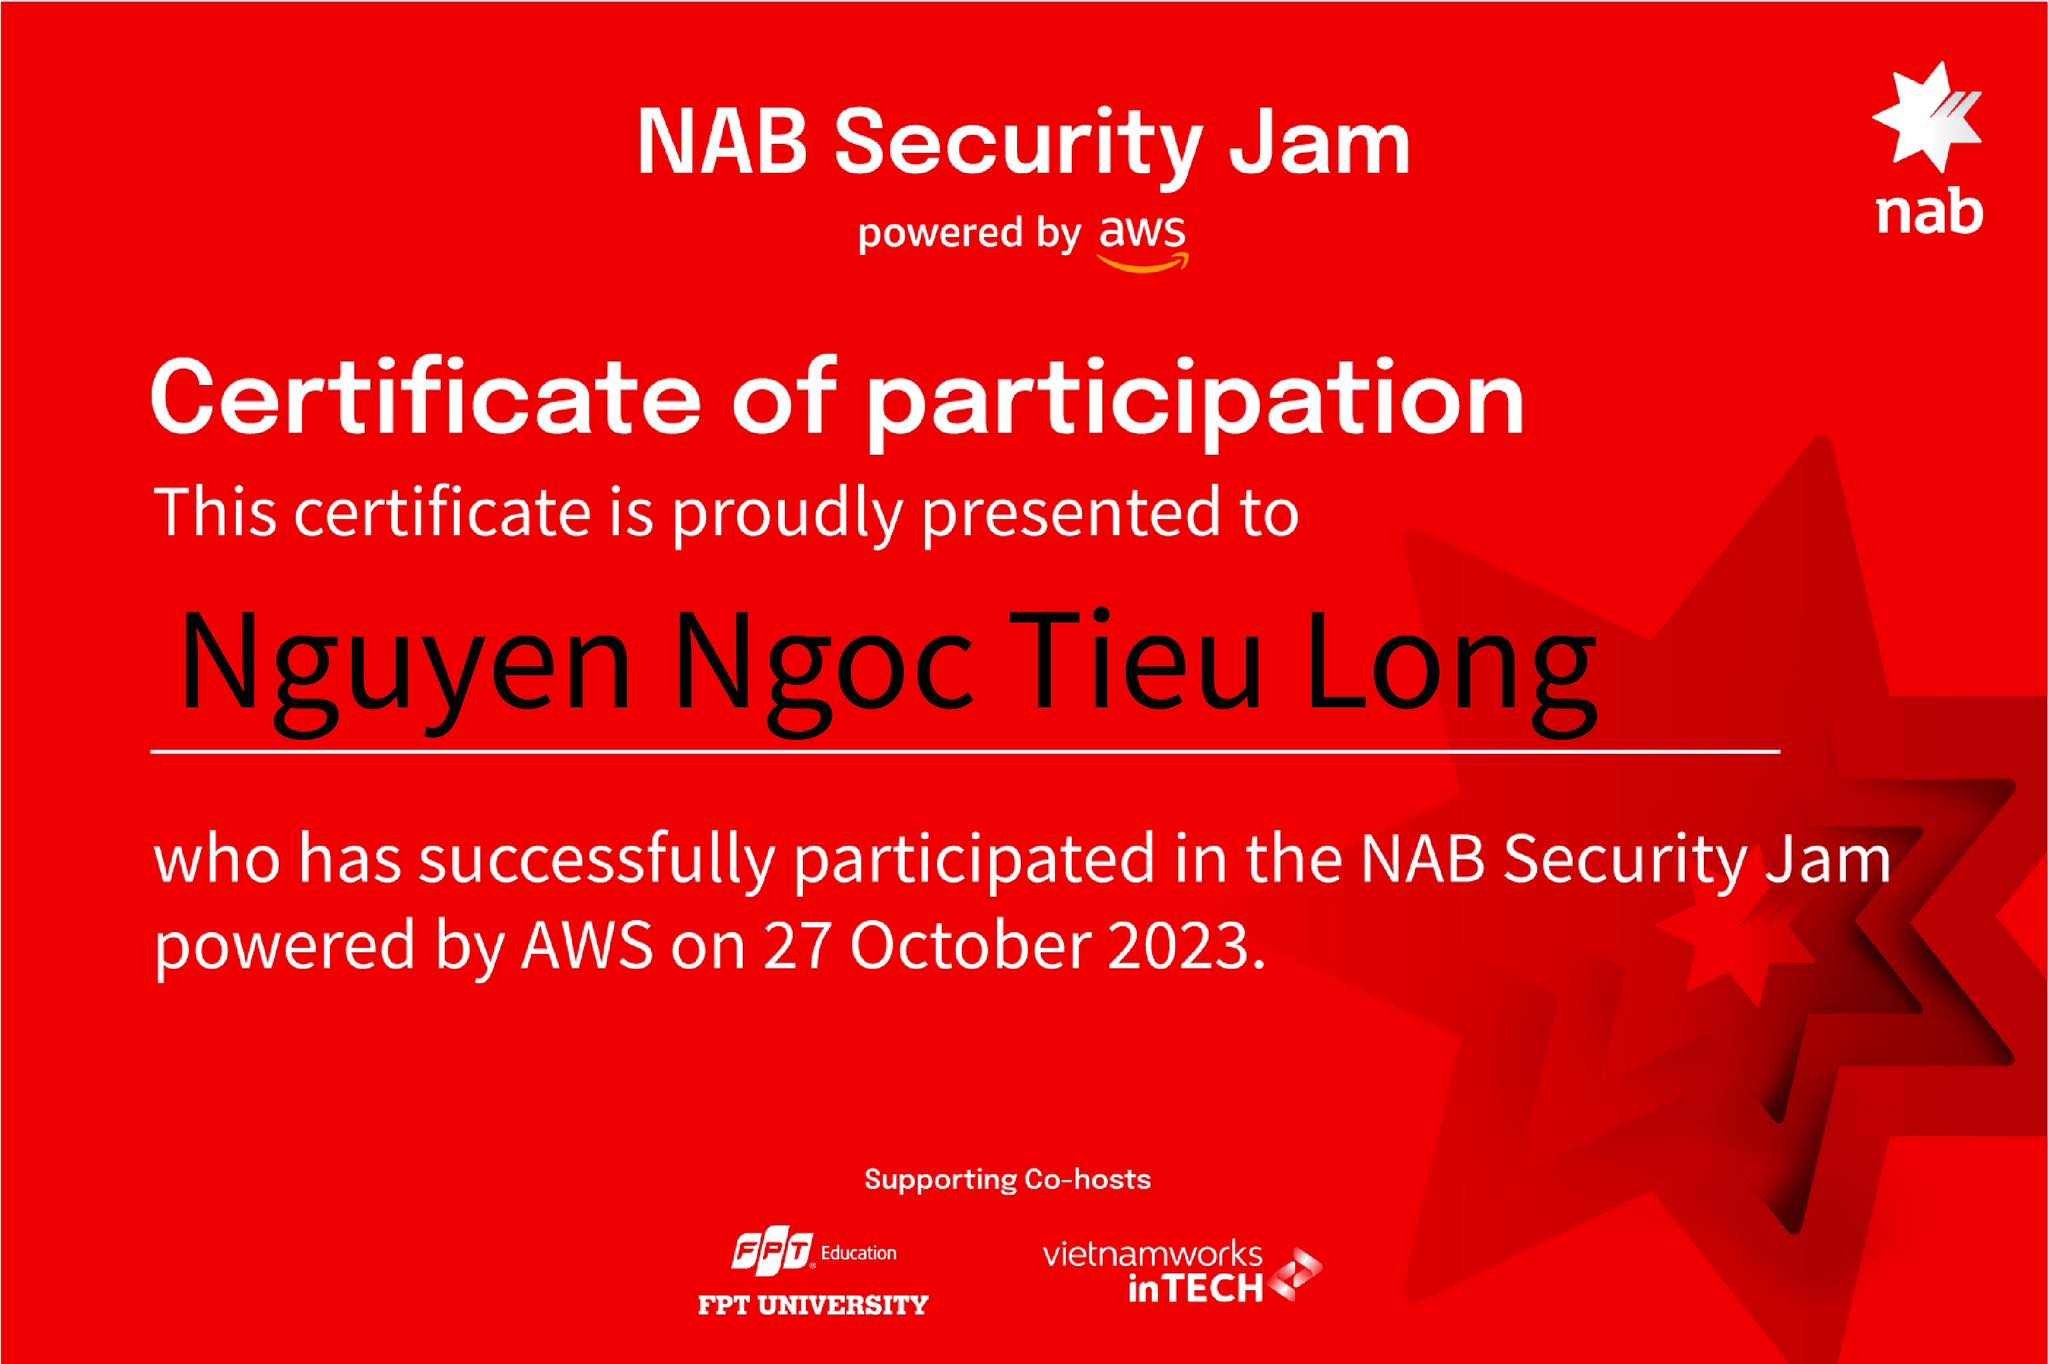 NAB Security Jam
powered by aws
nab
Certificate of participation
This certificate is proudly presented to
Nguyen Ngoc Tieu Long
who has successfully participated in the NAB Security Jam
powered by AWS on 27 October 2023.
Supporting Co-hosts
FPT® Education
FPT UNIVERSITY
vietnamworks
inTECH